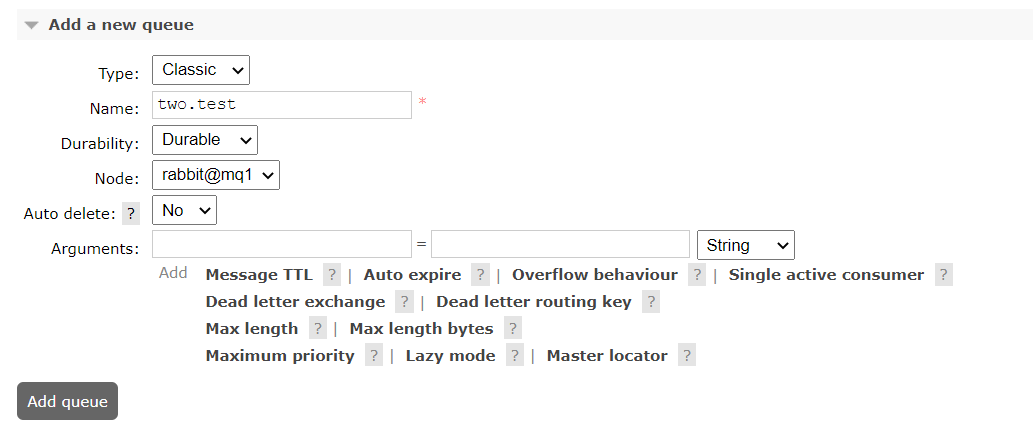 Add a new queue
Type: Classic
Name: two.test *
Durability: Durable
Node: rabbit@mq1
Auto delete: ? No
Arguments: = String
Add Message TTL ? | Auto expire ? | Overflow behaviour ? | Single active consumer ?
Dead letter exchange ? | Dead letter routing key ?
Max length ? | Max length bytes ?
Maximum priority ? | Lazy mode ? | Master locator ?
Add queue